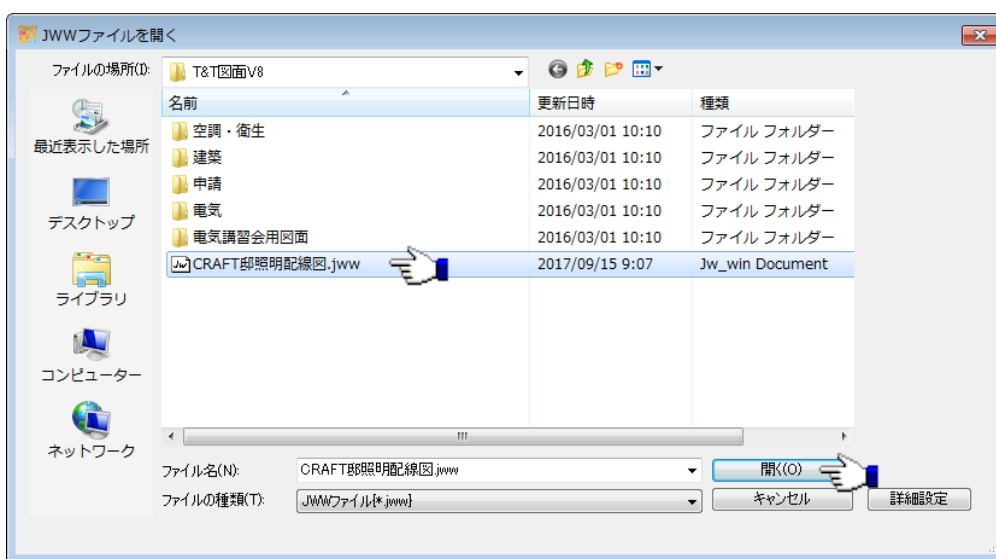 JWWファイルを開く
ファイルの場所(I):
T&T図面V8
最近表示した場所
デスクトップ
ライブラリ
コンピューター
ネットワーク
名前 更新日時 種類
空調・衛生 2016/03/01 10:10 ファイル フォルダー
建築 2016/03/01 10:10 ファイル フォルダー
申請 2016/03/01 10:10 ファイル フォルダー
電気 2016/03/01 10:10 ファイル フォルダー
電気講習会用図面 2016/03/01 10:10 ファイル フォルダー
CRAFT邸照明配線図.jww 2017/09/15 9:07 Jw_win Document
ファイル名(N): CRAFT邸照明配線図.jww 開く(O)
ファイルの種類(T): JWWファイル{*.jww} キャンセル 詳細設定